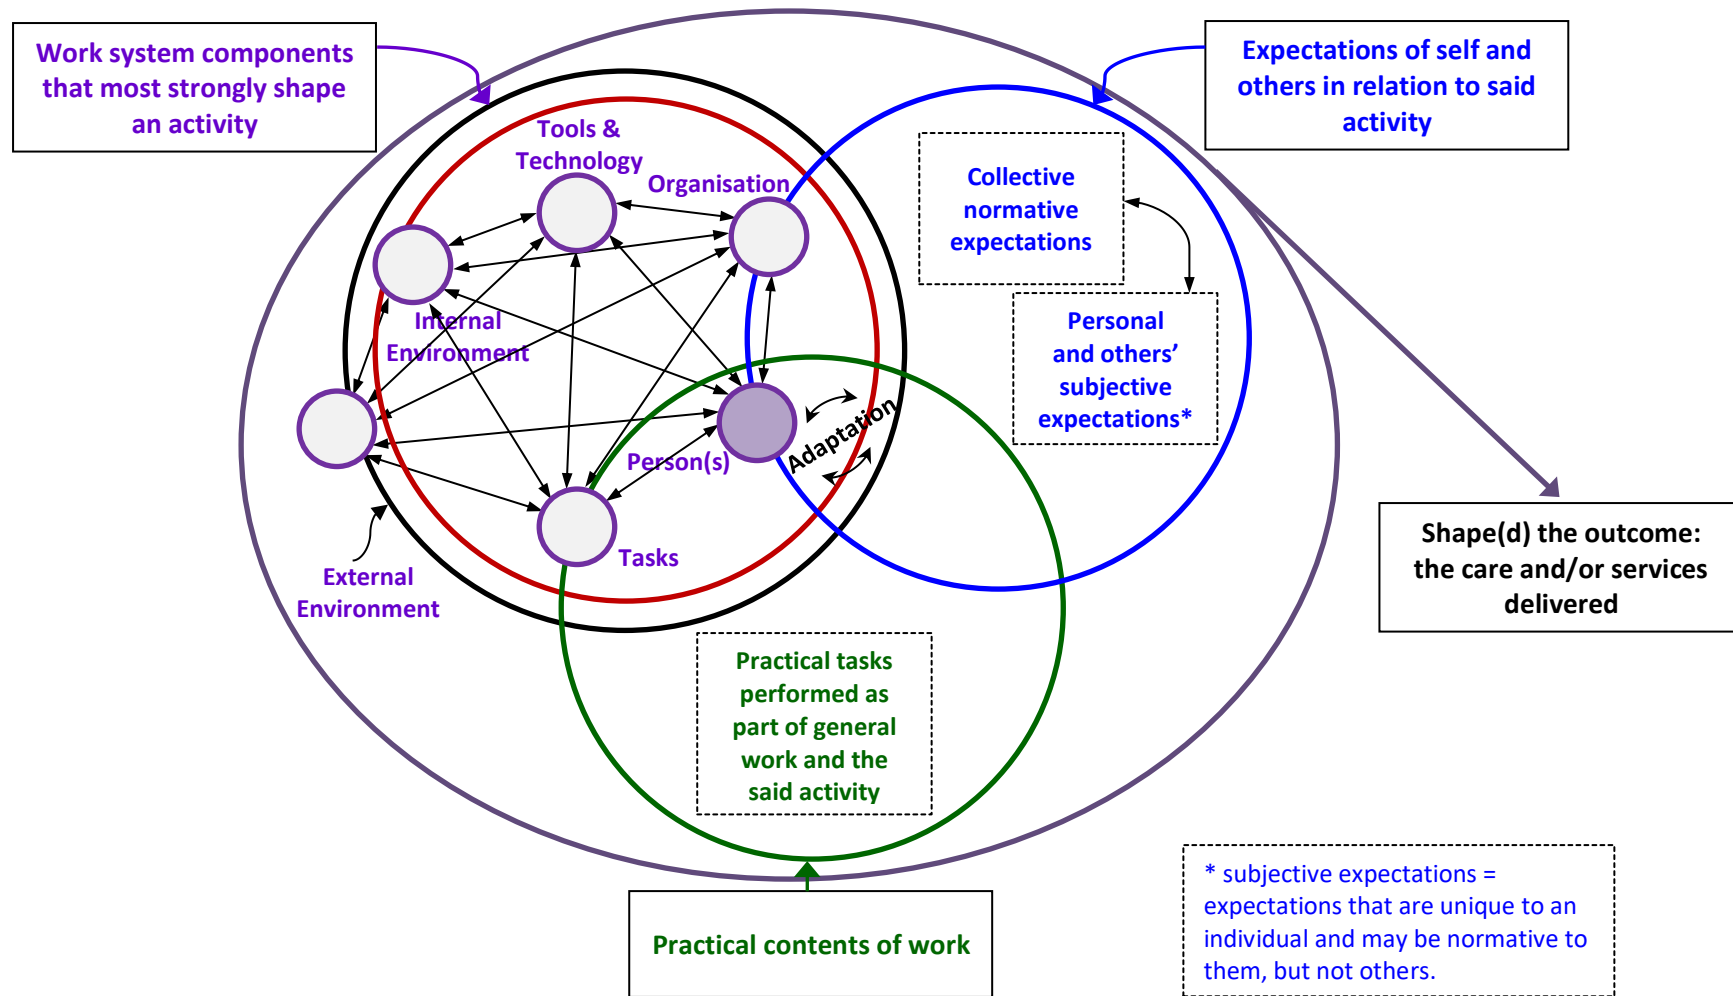 Work system components
that most strongly shape
an activity
Expectations of self and
others in relation to said
activity
Tools &
Technology
Organisation
Internal
Environment
Person(s)
Adaptation
Tasks
External
Environment
Collective
normative
expectations
Personal
and others’
subjective
expectations*
Shape(d) the outcome:
the care and/or services
delivered
Practical tasks
performed as
part of general
work and the
said activity
Practical contents of work
* subjective expectations =
expectations that are unique to an
individual and may be normative to
them, but not others.